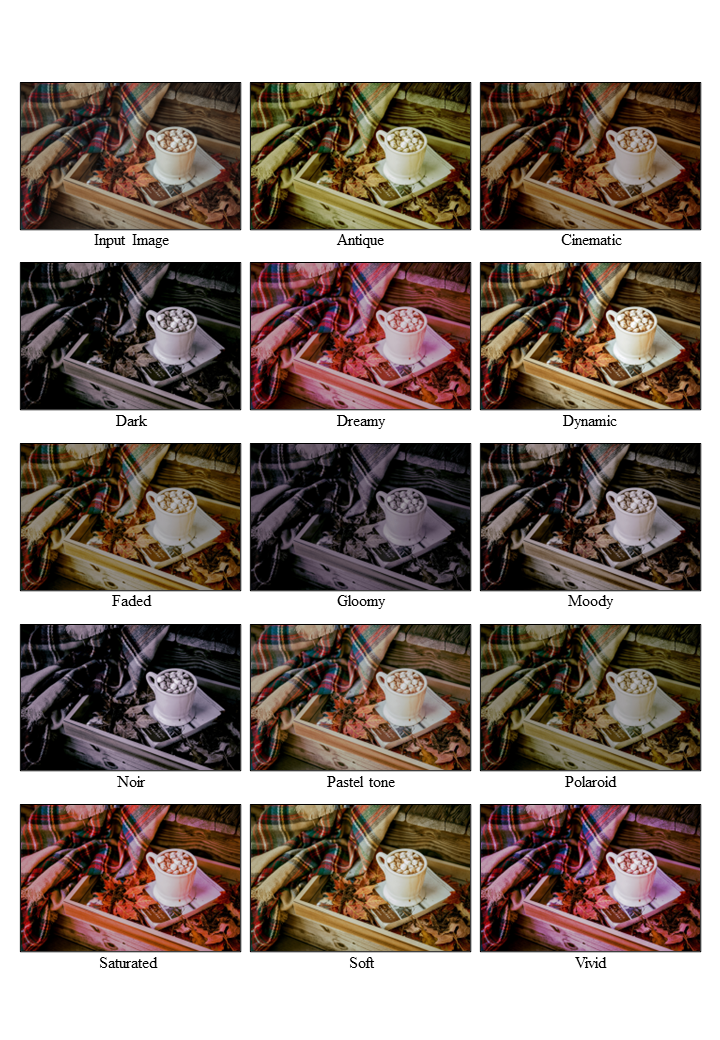 Input Image
Antique
Cinematic
Dark
Dreamy
Dynamic
Faded
Gloomy
Moody
Noir
Pastel tone
Polaroid
Saturated
Soft
Vivid